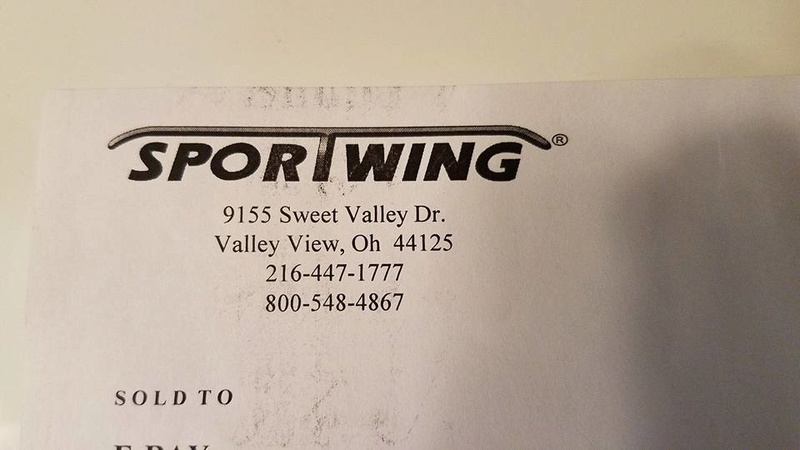 SPORTWING®
9155 Sweet Valley Dr.
Valley View, Oh 44125
216-447-1777
800-548-4867
SOLD TO